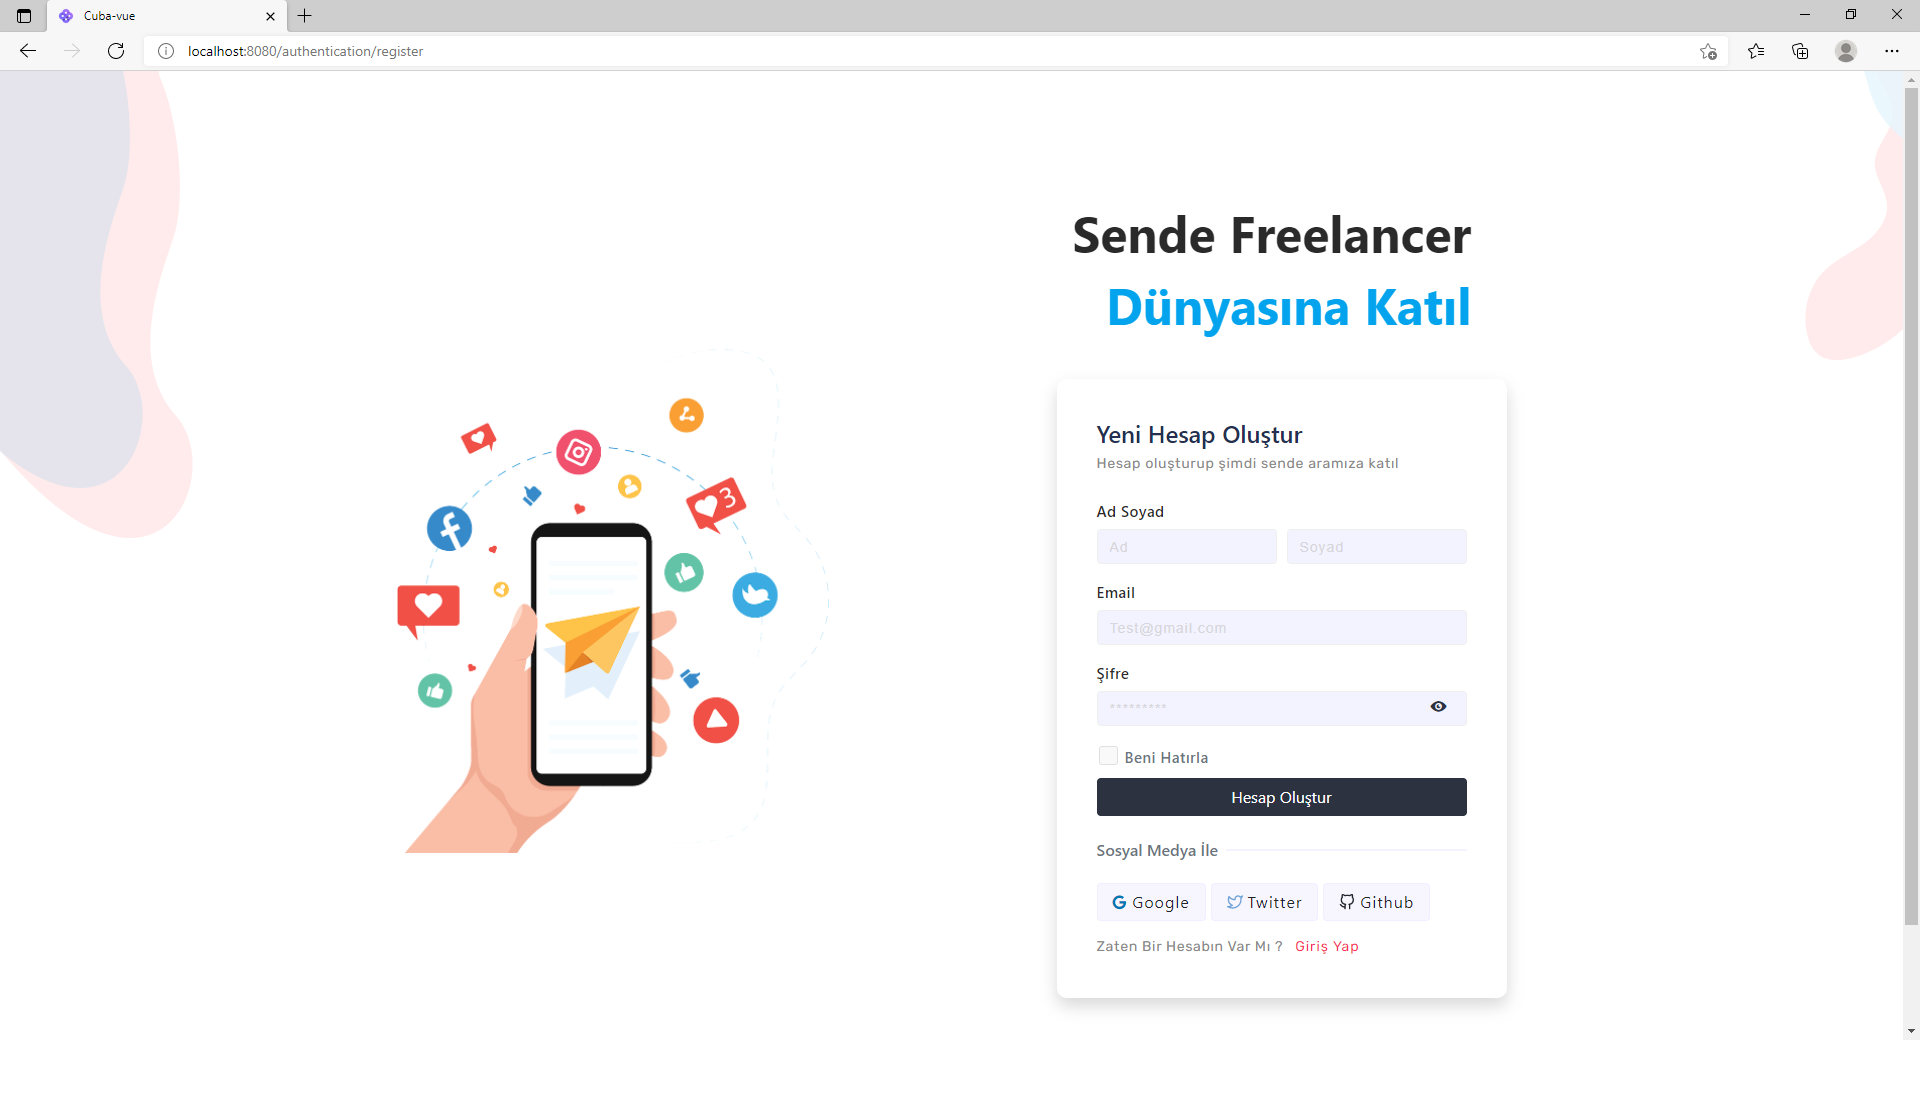 Cuba-vue
localhost:8080/authentication/register
Sende Freelancer
Dünyasına Katıl
3
Yeni Hesap Oluştur
Hesap oluşturup şimdi sende aramıza katıl
Ad Soyad
Ad Soyad
Email
Test@gmail.com
Şifre
*********
Beni Hatırla
Hesap Oluştur
Sosyal Medya İle
Google Twitter Github
Zaten Bir Hesabın Var Mı ? Giriş Yap